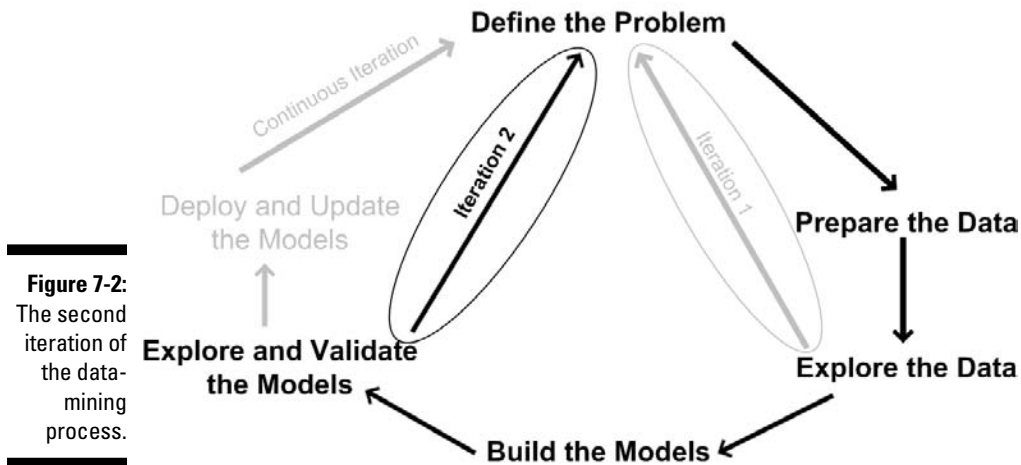 Define the Problem
Continuous Iteration
Iteration 2
Iteration 1
Deploy and Update
the Models
Prepare the Data
Figure 7-2:
The second
iteration of
the data-
mining
process.
Explore and Validate
the Models
Explore the Data
Build the Models